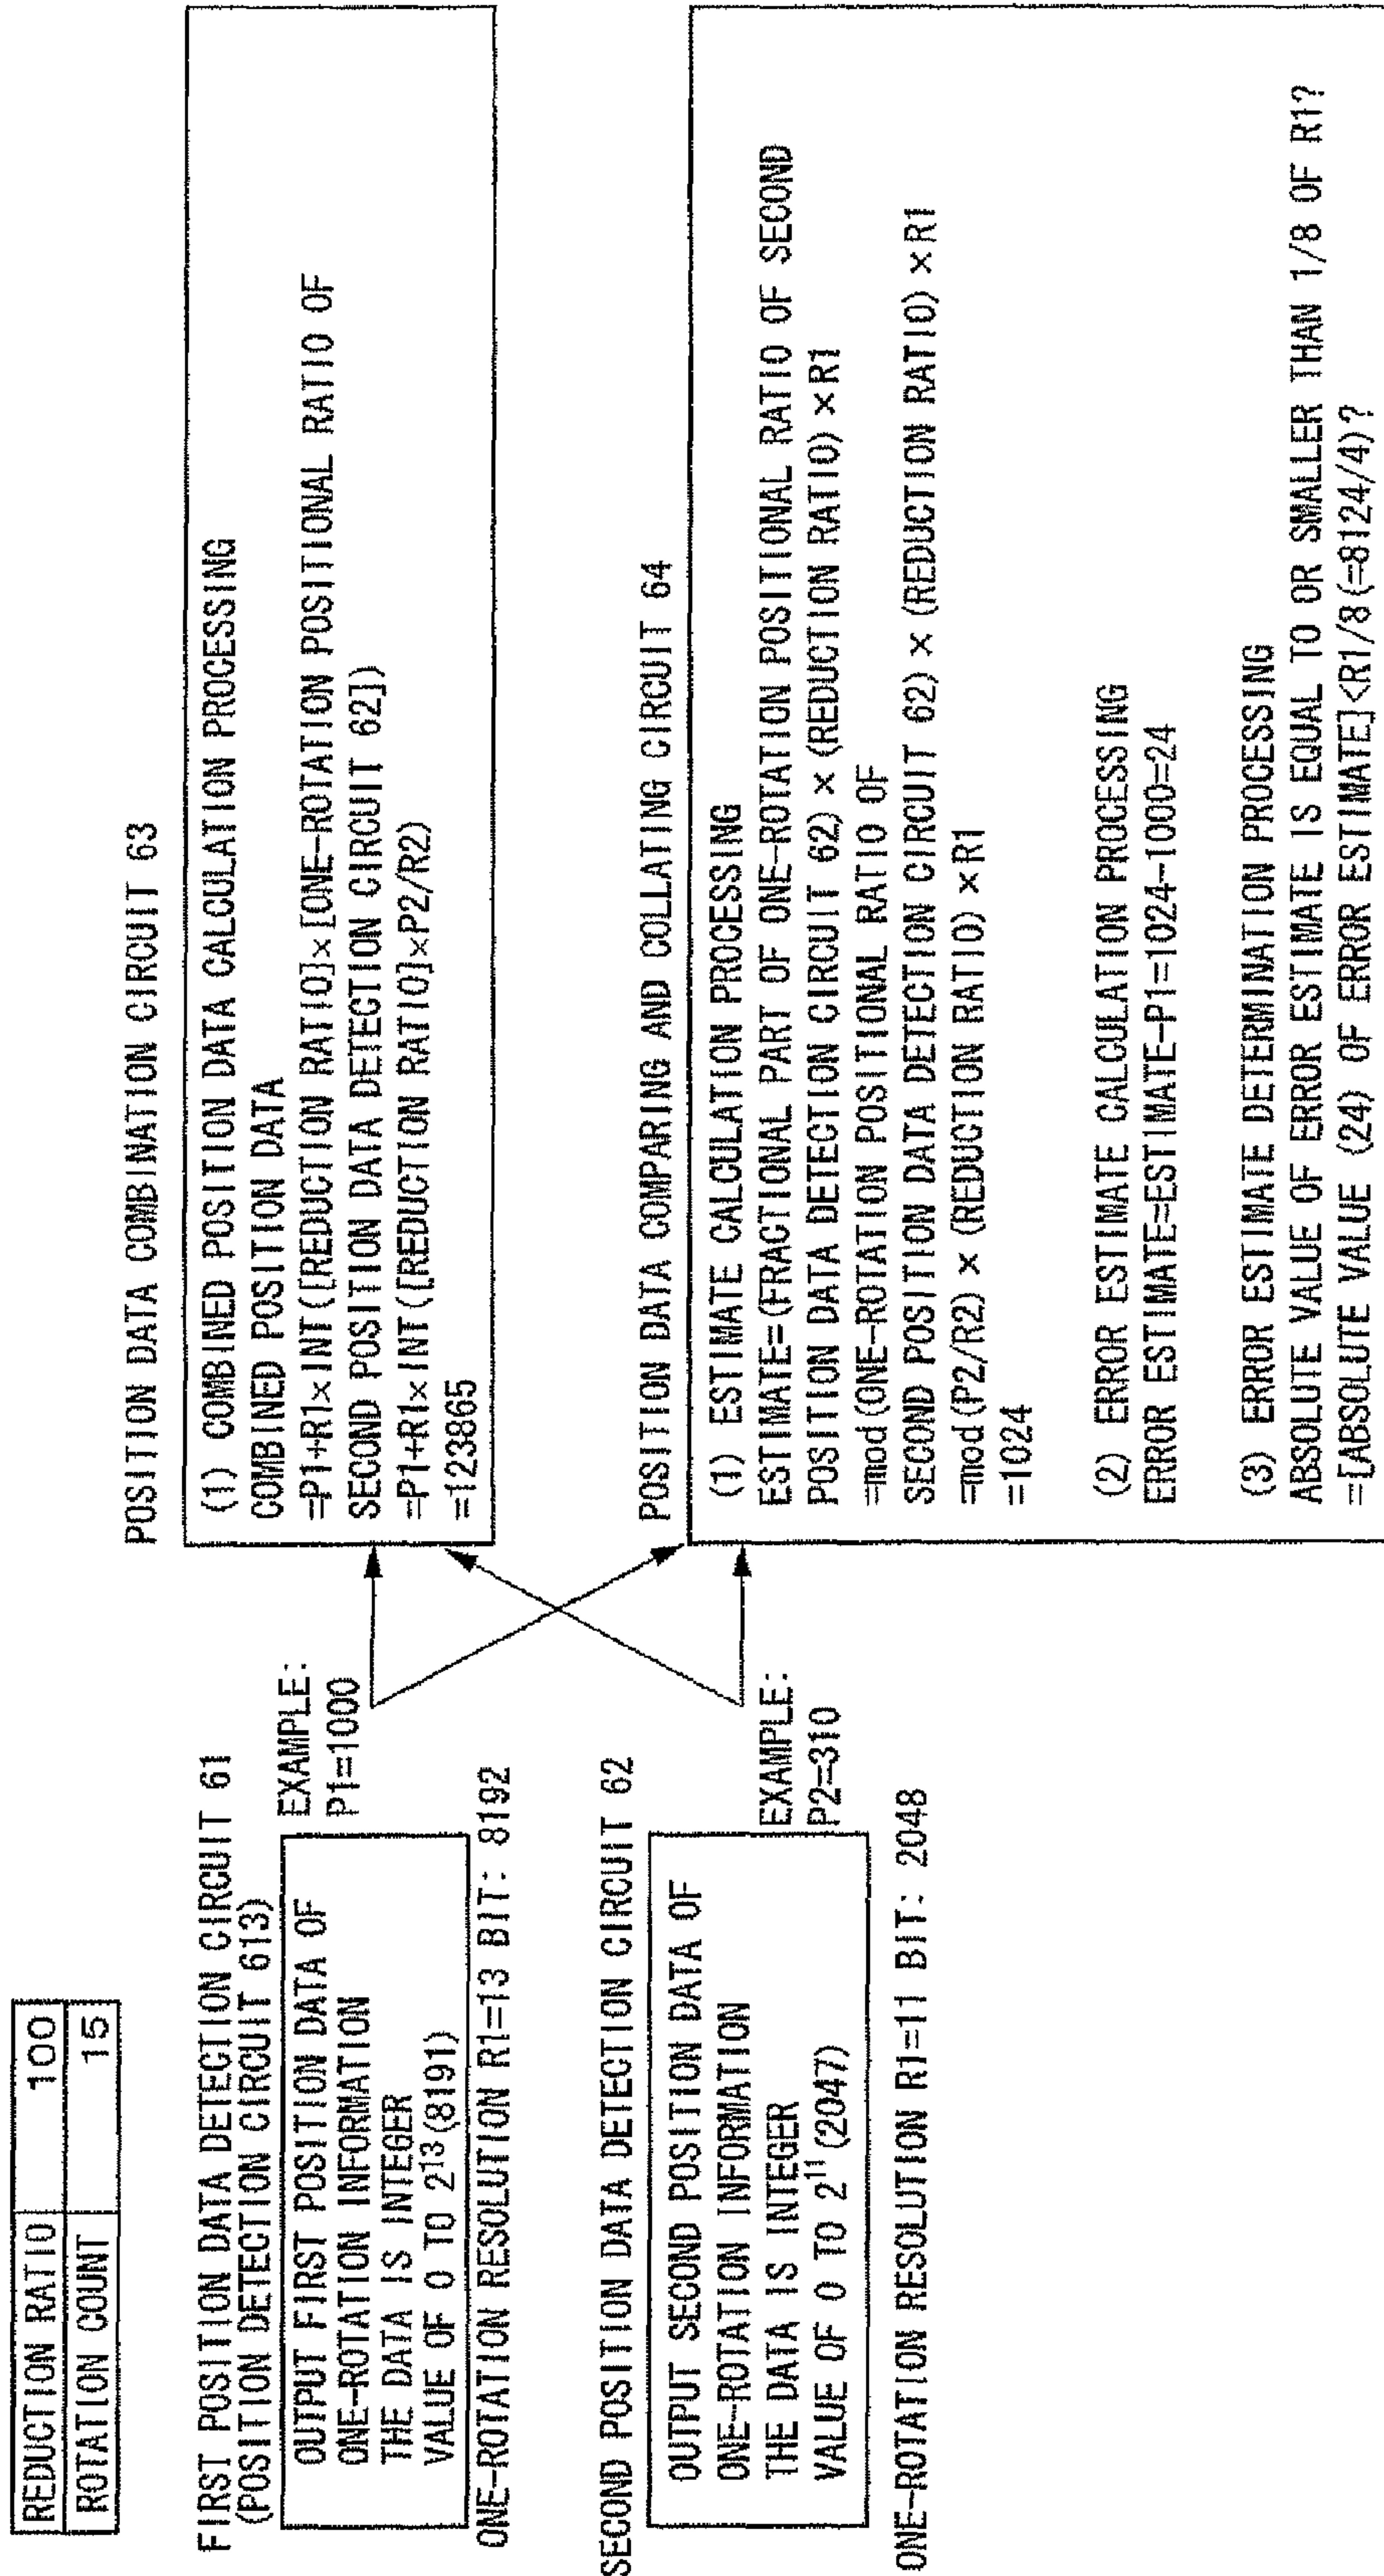 REDUCTION RATIO 100
ROTATION COUNT 15
FIRST POSITION DATA DETECTION CIRCUIT 61
(POSITION DETECTION CIRCUIT 613)
OUTPUT FIRST POSITION DATA OF
ONE-ROTATION INFORMATION
THE DATA IS INTEGER
VALUE OF 0 TO 2¹³(8191)
ONE-ROTATION RESOLUTION R1=13 BIT: 8192
EXAMPLE:
P1=1000
SECOND POSITION DATA DETECTION CIRCUIT 62
OUTPUT SECOND POSITION DATA OF
ONE-ROTATION INFORMATION
THE DATA IS INTEGER
VALUE OF 0 TO 2¹¹(2047)
EXAMPLE:
P2=310
ONE-ROTATION RESOLUTION R1=11 BIT: 2048
POSITION DATA COMBINATION CIRCUIT 63
(1) COMBINED POSITION DATA CALCULATION PROCESSING
COMBINED POSITION DATA
=P1+R1×INT([REDUCTION RATIO]×[ONE-ROTATION POSITIONAL RATIO OF
SECOND POSITION DATA DETECTION CIRCUIT 62])
=P1+R1×INT([REDUCTION RATIO]×P2/R2)
=123865
POSITION DATA COMPARING AND COLLATING CIRCUIT 64
(1) ESTIMATE CALCULATION PROCESSING
ESTIMATE=(FRACTIONAL PART OF ONE-ROTATION POSITIONAL RATIO OF SECOND
POSITION DATA DETECTION CIRCUIT 62)×(REDUCTION RATIO)×R1
=mod(ONE-ROTATION POSITIONAL RATIO OF
SECOND POSITION DATA DETECTION CIRCUIT 62)×(REDUCTION RATIO)×R1
=mod(P2/R2)×(REDUCTION RATIO)×R1
=1024
(2) ERROR ESTIMATE CALCULATION PROCESSING
ERROR ESTIMATE=ESTIMATE-P1=1024-1000=24
(3) ERROR ESTIMATE DETERMINATION PROCESSING
ABSOLUTE VALUE OF ERROR ESTIMATE IS EQUAL TO OR SMALLER THAN 1/8 OF R1?
=[ABSOLUTE VALUE (24) OF ERROR ESTIMATE]<R1/8(=8124/4)?